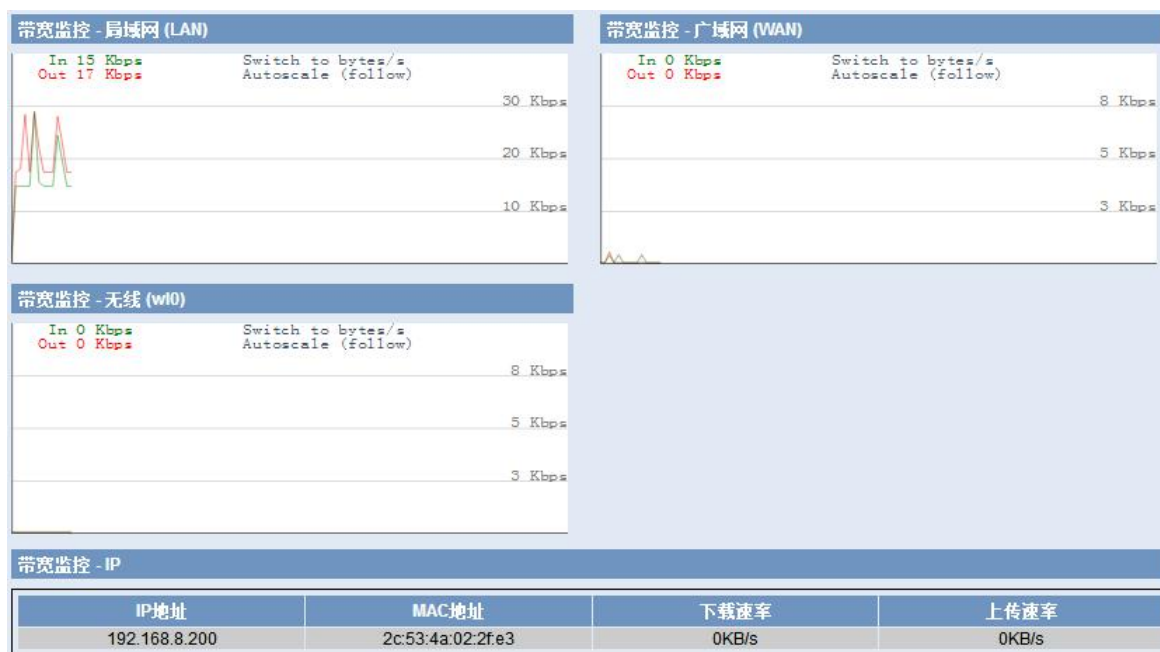 带宽监控 - 局域网 (LAN)
In 15 Kbps Switch to bytes/s
Out 17 Kbps Autoscale (follow)
30 Kbps
20 Kbps
10 Kbps
带宽监控 - 广域网 (WAN)
In 0 Kbps Switch to bytes/s
Out 0 Kbps Autoscale (follow)
8 Kbps
5 Kbps
3 Kbps
带宽监控 - 无线 (wl0)
In 0 Kbps Switch to bytes/s
Out 0 Kbps Autoscale (follow)
8 Kbps
5 Kbps
3 Kbps
带宽监控 - IP
IP地址 MAC地址 下载速率 上传速率
192.168.8.200 2c:53:4a:02:2f:e3 0KB/s 0KB/s